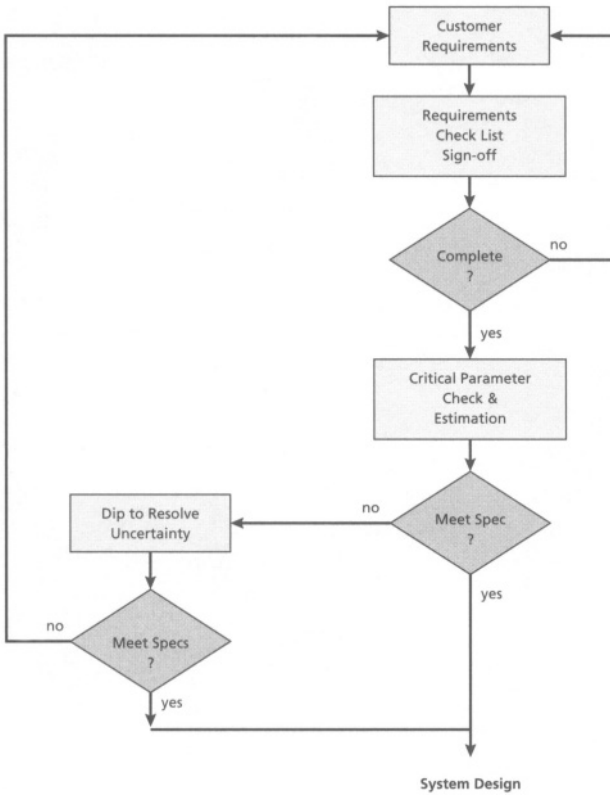 Customer
Requirements
Requirements
Check List
Sign-off
Complete
?
no
yes
Critical Parameter
Check &
Estimation
Meet Spec
?
no
yes
Dip to Resolve
Uncertainty
Meet Specs
?
no
yes
System Design